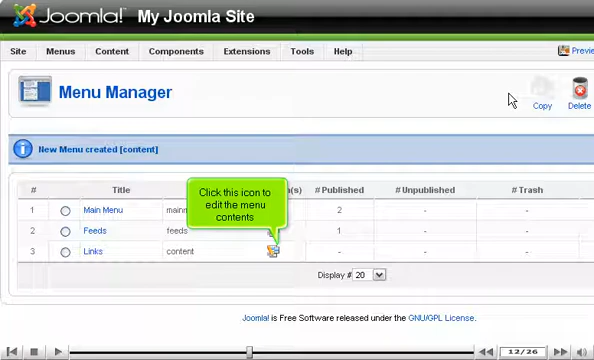 Joomla! My Joomla Site
Site Menus Content Components Extensions Tools Help
Menu Manager
Copy Delete
New Menu created [content]
# Title # Published # Unpublished # Trash
Click this icon to
edit the menu
contents
1 Main Menu 2 - -
2 Feeds feeds 1 - -
3 Links content - - -
Display # 20
Joomla! is Free Software released under the GNU/GPL License.
12/26